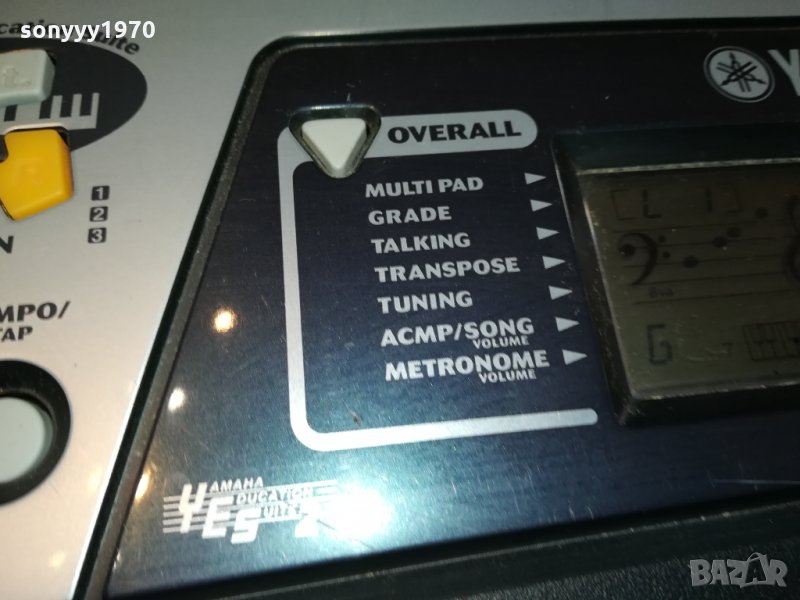 sonyyy1970
OVERALL
MULTI PAD
GRADE
TALKING
TRANSPOSE
TUNING
ACMP/SONG
VOLUME
METRONOME
VOLUME
1
2
3
N
MPO/
TAP
Y
G
YAMAHA
EDUCATION
SUITE
YES
BAZAR